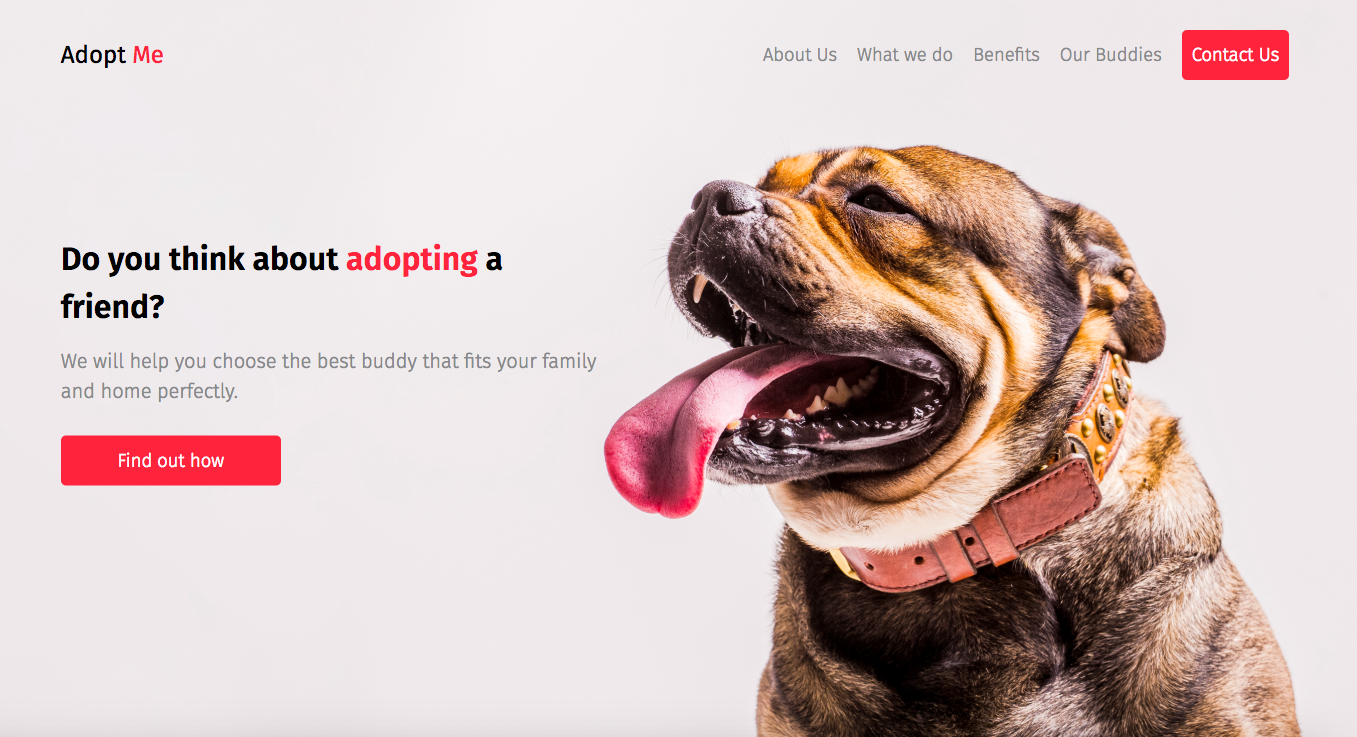 Adopt Me
About Us What we do Benefits Our Buddies Contact Us
Do you think about adopting a
friend?
We will help you choose the best buddy that fits your family
and home perfectly.
Find out how